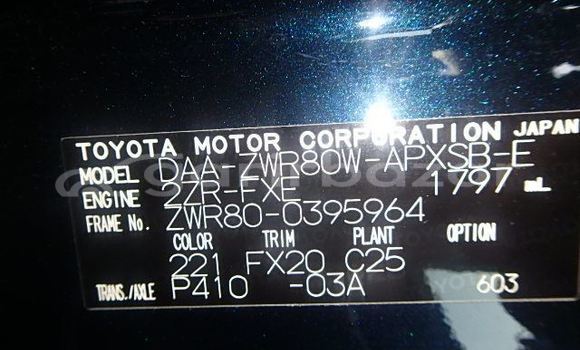 TOYOTA MOTOR CORPORATION JAPAN
MODEL DAA-ZWR80W-APXSB-E
ENGINE 2ZR-FXE 1797 mL
FRAME No. ZWR80-0395964
COLOR TRIM PLANT OPTION
221 FX20 C25
TRANS./AXLE P410 -03A 603